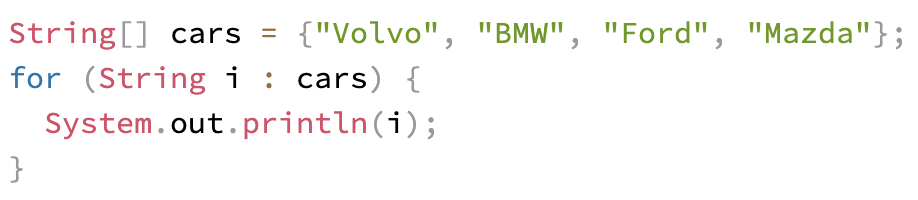 String[] cars = {"Volvo", "BMW", "Ford", "Mazda"};
for (String i : cars) {
  System.out.println(i);
}